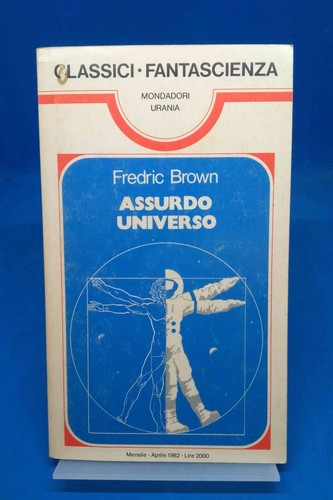 CLASSICI · FANTASCIENZA
MONDADORI
URANIA
Fredric Brown
ASSURDO
UNIVERSO
Mensile - Aprile 1982 - Lire 2000